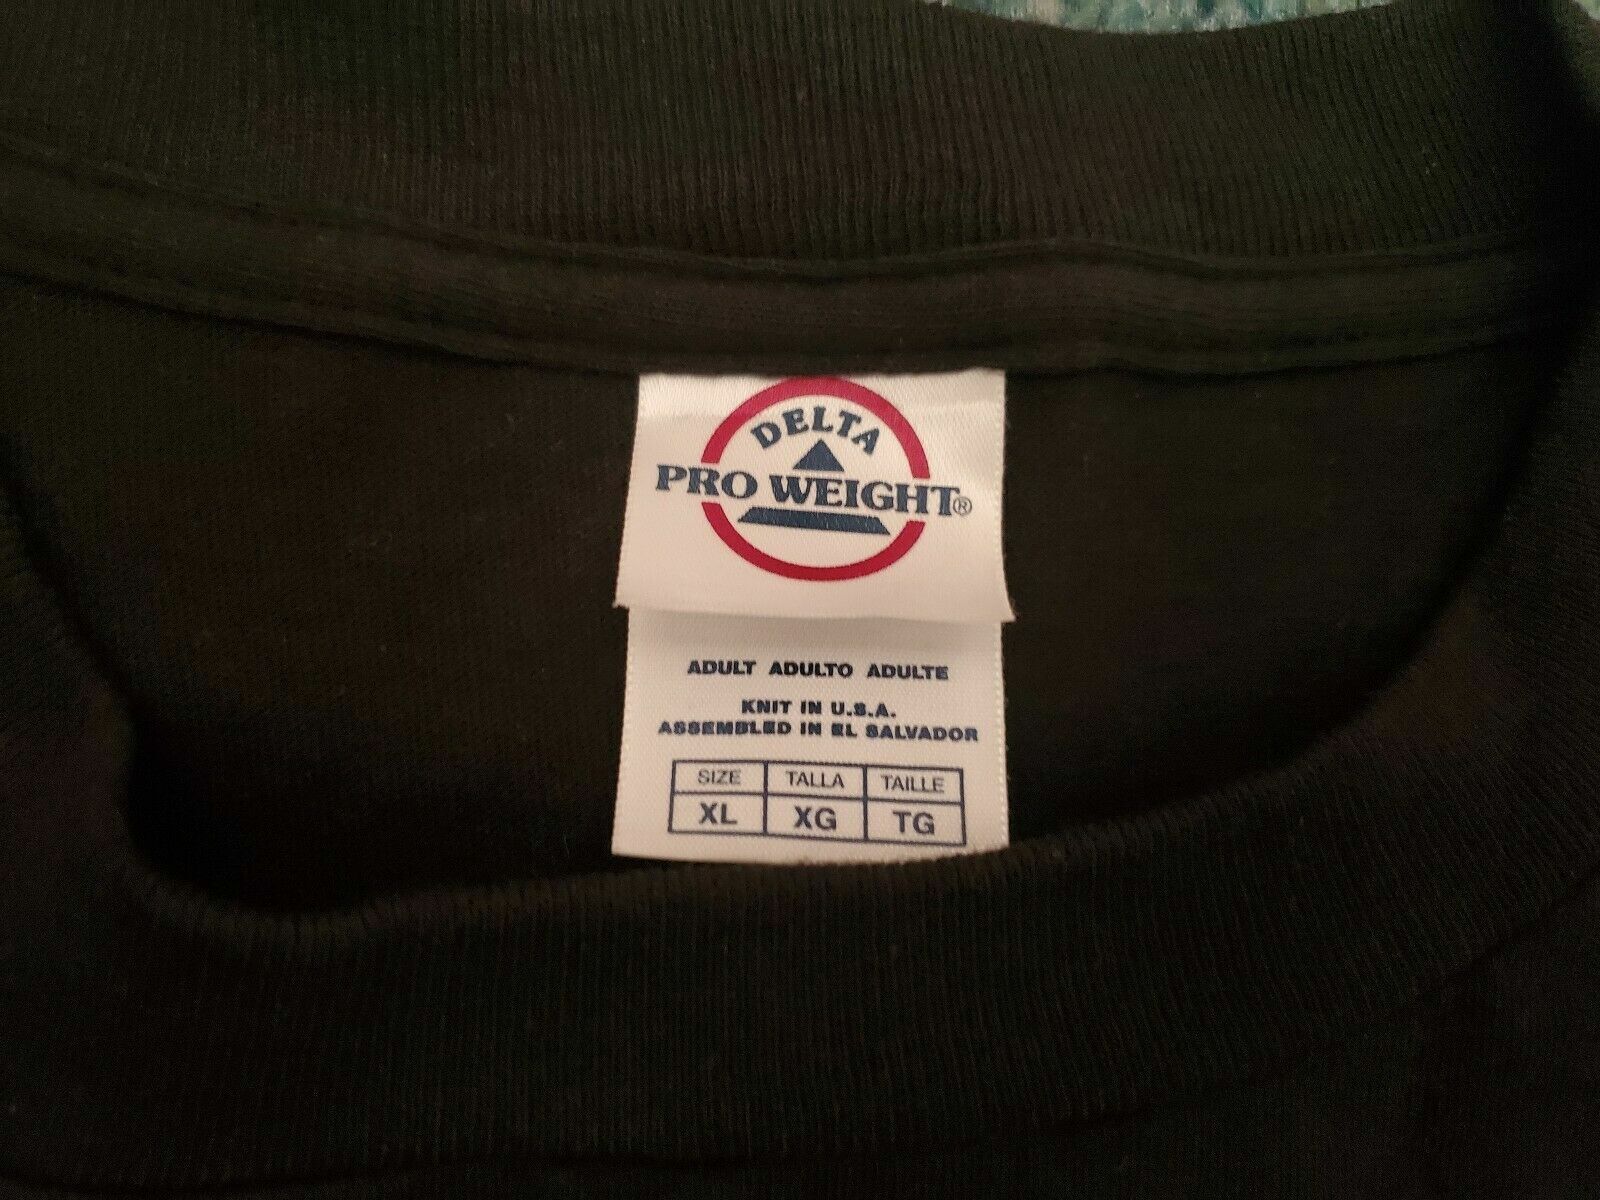 DELTA
PRO WEIGHT®
ADULT ADULTO ADULTE
KNIT IN U.S.A.
ASSEMBLED IN EL SALVADOR
SIZE TALLA TAILLE
XL XG TG